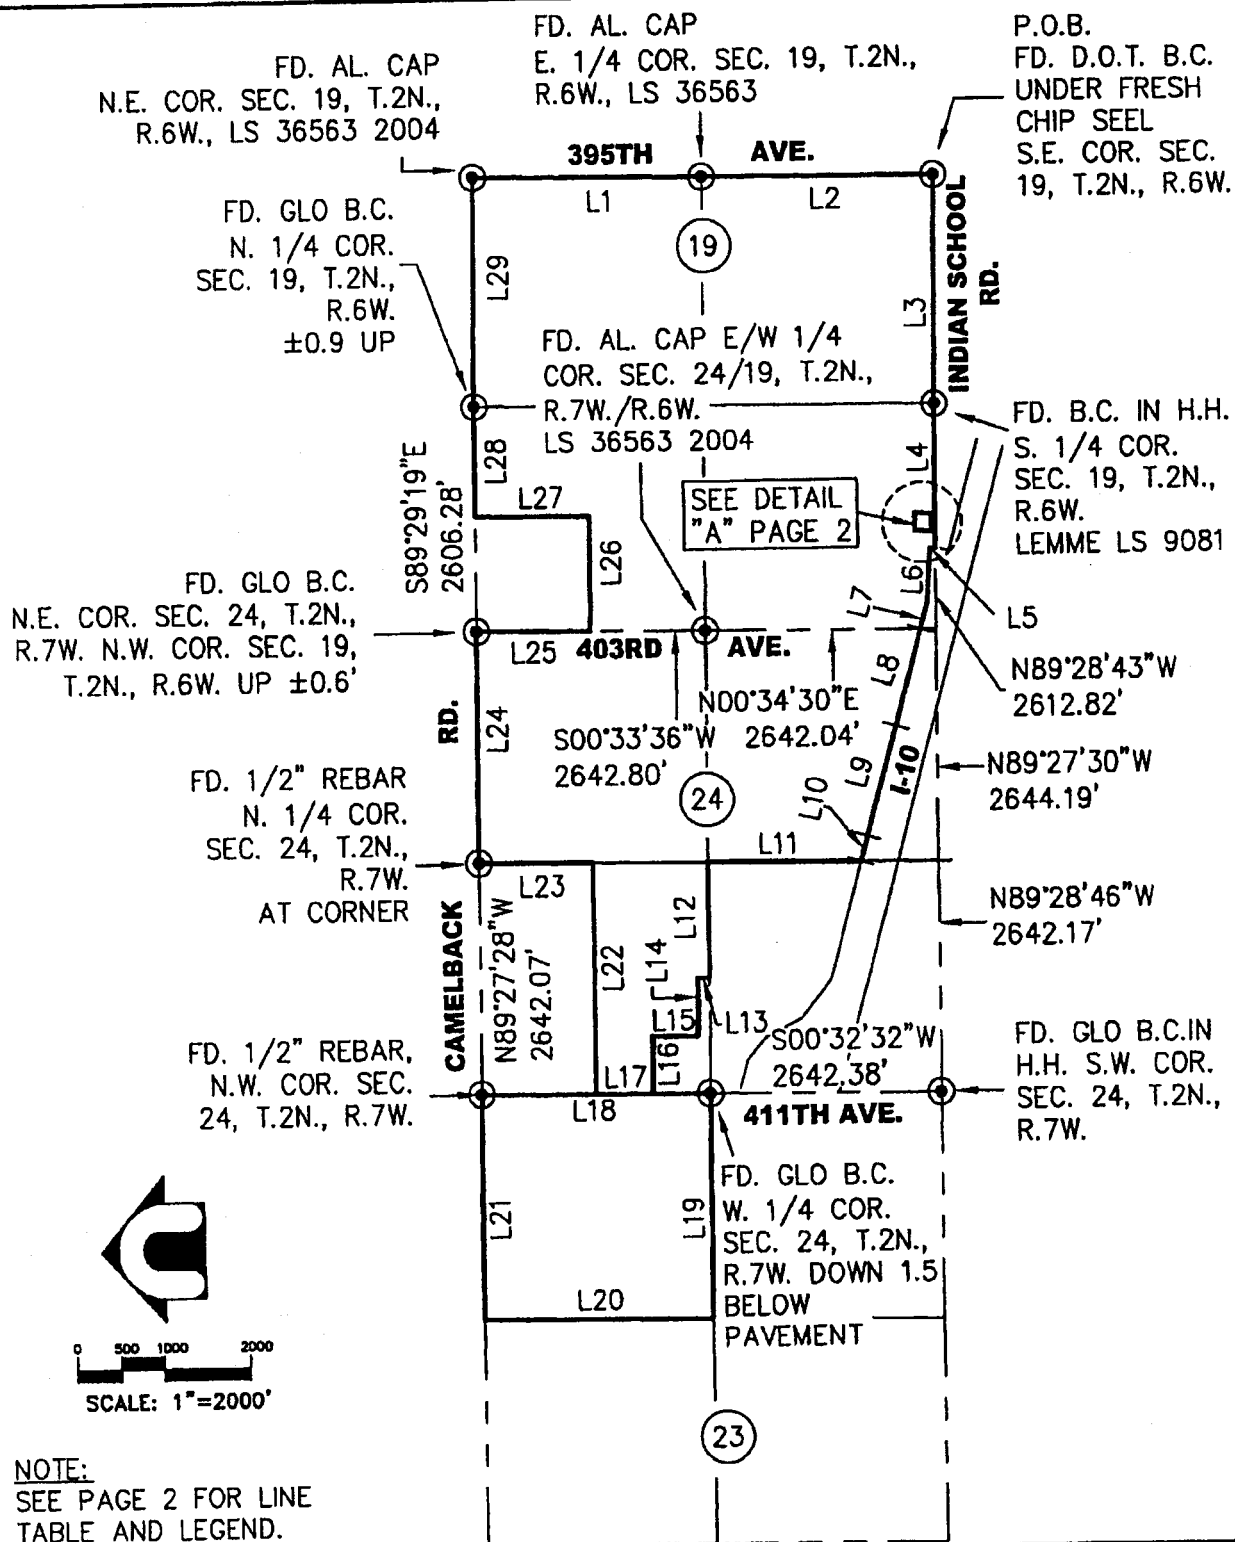 FD. AL. CAP
N.E. COR. SEC. 19, T.2N.,
R.6W., LS 36563 2004
FD. AL. CAP
E. 1/4 COR. SEC. 19, T.2N.,
R.6W., LS 36563
P.O.B.
FD. D.O.T. B.C.
UNDER FRESH
CHIP SEEL
S.E. COR. SEC.
19, T.2N., R.6W.
395TH AVE.
L1
L2
19
FD. GLO B.C.
N. 1/4 COR.
SEC. 19, T.2N.,
R.6W.
±0.9 UP
L29
L3
INDIAN SCHOOL
RD.
FD. AL. CAP E/W 1/4
COR. SEC. 24/19, T.2N.,
R.7W./R.6W.
LS 36563 2004
FD. B.C. IN H.H.
S. 1/4 COR.
SEC. 19, T.2N.,
R.6W.
LEMME LS 9081
S89°29'19"E
2606.28'
L28
L27
L26
SEE DETAIL
"A" PAGE 2
L4
L6
L5
L7
FD. GLO B.C.
N.E. COR. SEC. 24, T.2N.,
R.7W. N.W. COR. SEC. 19,
T.2N., R.6W. UP ±0.6'
L25
403RD AVE.
N89°28'43"W
2612.82'
L8
RD.
L24
S00°33'36"W
2642.80'
N00°34'30"E
2642.04'
N89°27'30"W
2644.19'
L9
I-10
L10
24
FD. 1/2" REBAR
N. 1/4 COR.
SEC. 24, T.2N.,
R.7W.
AT CORNER
L23
L11
N89°28'46"W
2642.17'
CAMELBACK
N89°27'28"W
2642.07'
L22
L14
L12
L15
L13
L16
S00°32'32"W
2642.38'
FD. 1/2" REBAR,
N.W. COR. SEC.
24, T.2N., R.7W.
L17
L18
411TH AVE.
FD. GLO B.C.IN
H.H. S.W. COR.
SEC. 24, T.2N.,
R.7W.
L21
L19
FD. GLO B.C.
W. 1/4 COR.
SEC. 24, T.2N.,
R.7W. DOWN 1.5
BELOW
PAVEMENT
L20
0 500 1000 2000
SCALE: 1"=2000'
23
NOTE:
SEE PAGE 2 FOR LINE
TABLE AND LEGEND.